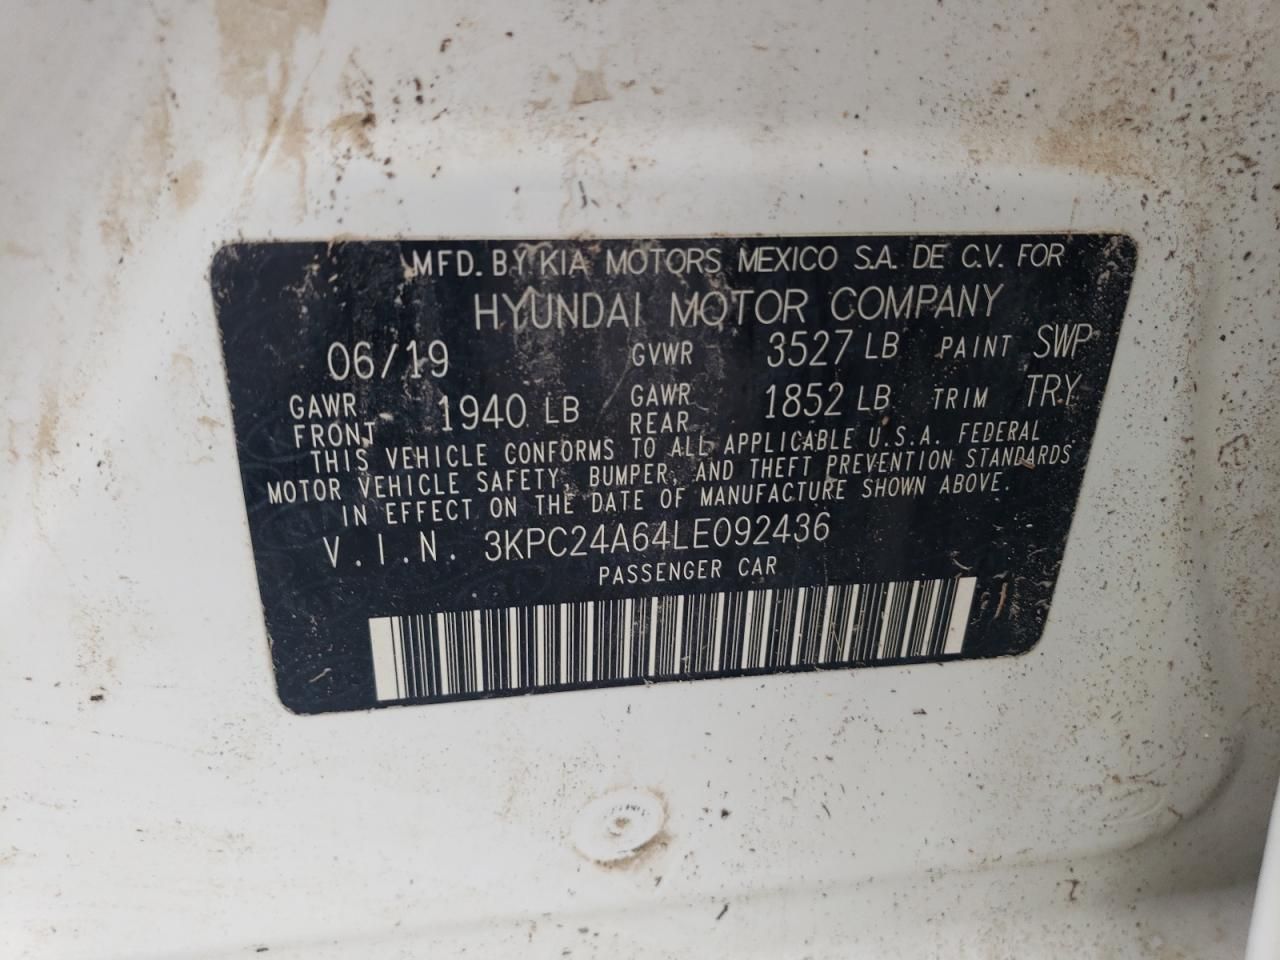 MFD. BY KIA MOTORS MEXICO S.A. DE C.V. FOR
HYUNDAI MOTOR COMPANY
06/19 GVWR 3527 LB PAINT SWP
GAWR FRONT 1940 LB GAWR REAR 1852 LB TRIM TRY
THIS VEHICLE CONFORMS TO ALL APPLICABLE U.S.A. FEDERAL
MOTOR VEHICLE SAFETY, BUMPER, AND THEFT PREVENTION STANDARDS
IN EFFECT ON THE DATE OF MANUFACTURE SHOWN ABOVE.
V.I.N. 3KPC24A64LE092436
PASSENGER CAR